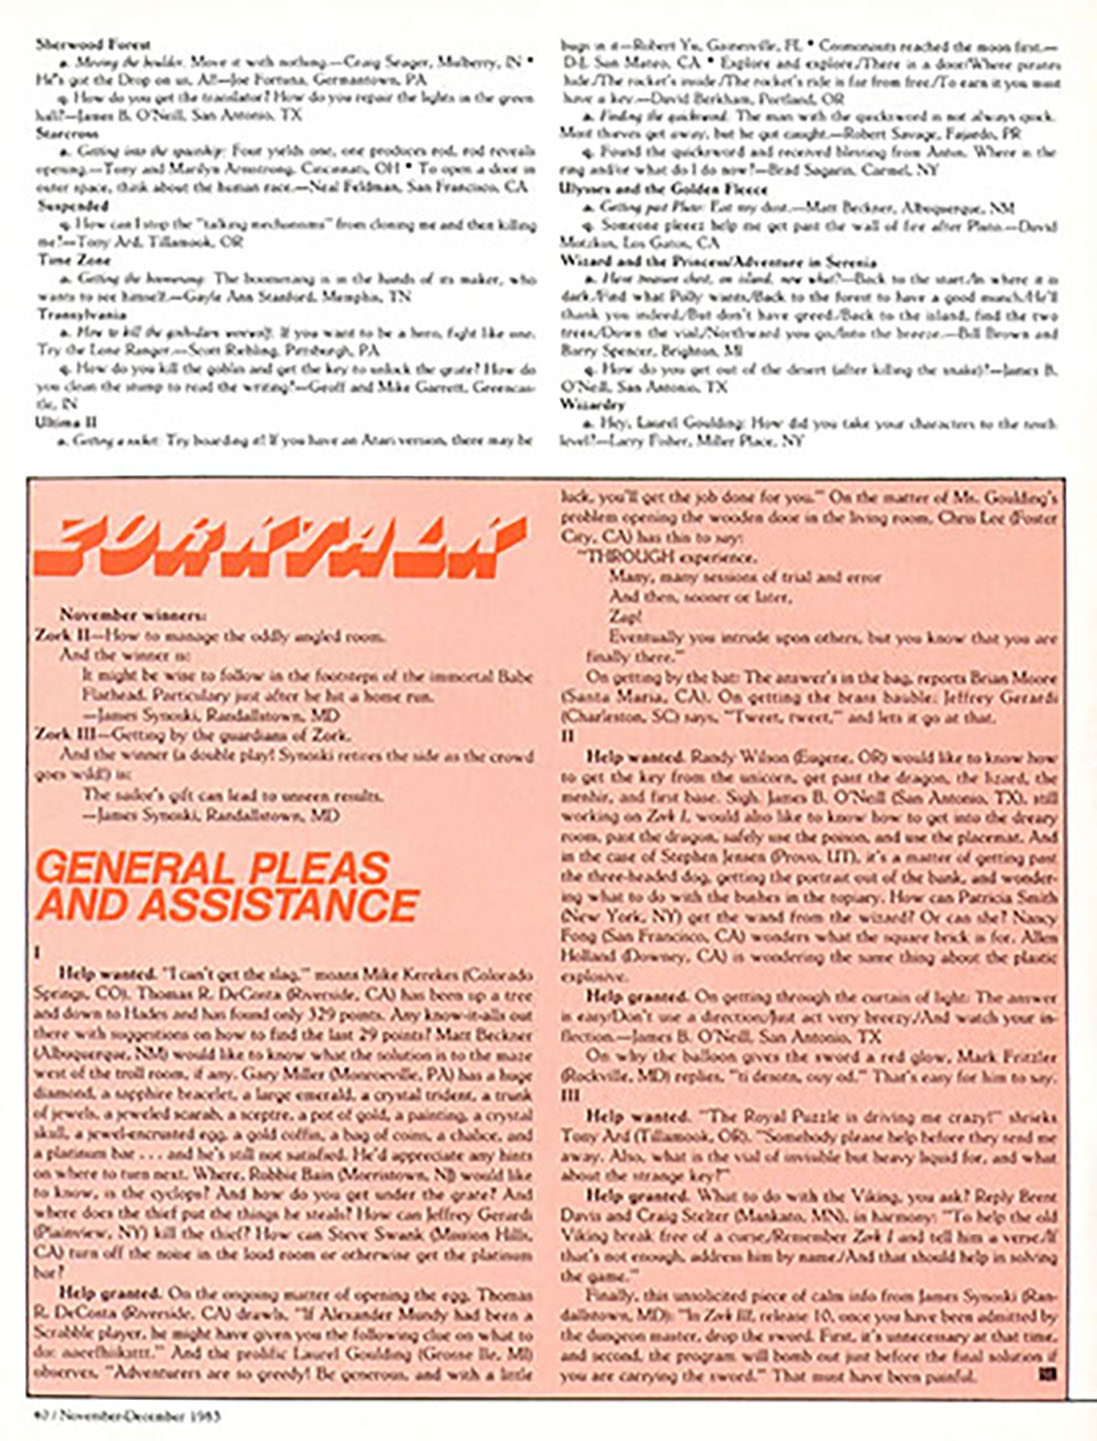 Sherwood Forest
a. Moving the boulder. Move it with nothing.—Craig Seager, Mulberry, IN •
He's got the Drop on us, Al!—Joe Fortuna, Germantown, PA
q. How do you get the translator? How do you repair the lights in the green
hall?—James B. O'Neill, San Antonio, TX
Starcross
a. Getting into the spaceship: Four yields one, one produces rod, rod reveals
opening.—Tony and Marilyn Armstrong, Cincinnati, OH • To open a door in
outer space, think about the human race.—Neal Feldman, San Francisco, CA
Suspended
q. How can I stop the "talking mechanisms" from cloning me and then killing
me?—Tony Ard, Tillamook, OR
Time Zone
a. Getting the boomerang: The boomerang is in the hands of its maker, who
wants to see himself.—Gayle Ann Stanford, Memphis, TN
Transylvania
a. How to kill the werewolf. If you want to be a hero, fight like one.
Try the Lone Ranger.—Scott Riebling, Pittsburgh, PA
q. How do you kill the goblin and get the key to unlock the grate? How do
you clean the stump to read the writing?—Geoff and Mike Garrett, Greencas-
tle, IN
Ultima II
a. Getting a rocket: Try boarding it! If you have an Atari version, there may be
bugs in it—Robert Yu, Gainesville, FL • Cosmonauts reached the moon first.—
D-L San Mateo, CA • Explore and explore/There is a door/Where pirates
hide/The rocket's inside/The rocket's ride is far from free/To earn it you must
have a key.—David Berkham, Portland, OR
a. Finding the quicksword. The man with the quicksword is not always quick.
Most thieves get away, but he got caught.—Robert Savage, Fajardo, PR
q. Found the quicksword and received blessing from Antos. Where is the
ring and/or what do I do now?—Brad Sagarin, Carmel, NY
Ulysses and the Golden Fleece
a. Getting past Pluto: Eat my dust.—Matt Beckner, Albuquerque, NM
q. Someone pleeez help me get past the wall of fire after Pluto.—David
Motzkin, Los Gatos, CA
Wizard and the Princess/Adventure in Serenia
a. Have treasure chest, on island, now what?—Back to the start/In where it is
dark/Find what Polly wants/Back to the forest to have a good munch/He'll
thank you indeed/But don't have greed/Back to the island, find the two
trees/Down the vial/Northward you go/Into the breeze.—Bill Brown and
Barry Spencer, Brighton, MI
q. How do you get out of the desert (after killing the snake)?—James B.
O'Neill, San Antonio, TX
Wizardry
a. Hey, Laurel Goulding: How did you take your characters to the tenth
level?—Larry Fisher, Miller Place, NY
ZORKTALK
November winners:
Zork II—How to manage the oddly angled room.
And the winner is:
It might be wise to follow in the footsteps of the immortal Babe
Flathead. Particulary just after he hit a home run.
—James Synoski, Randallstown, MD
Zork III—Getting by the guardians of Zork.
And the winner (a double play! Synoski retires the side as the crowd
goes wild!) is:
The sailor's gift can lead to unseen results.
—James Synoski, Randallstown, MD
GENERAL PLEAS
AND ASSISTANCE
I
Help wanted. "I can't get the slag," moans Mike Kerekes (Colorado
Springs, CO). Thomas R. DeCosta (Riverside, CA) has been up a tree
and down to Hades and has found only 329 points. Any know-it-alls out
there with suggestions on how to find the last 29 points? Matt Beckner
(Albuquerque, NM) would like to know what the solution is to the maze
west of the troll room, if any. Gary Miller (Monroeville, PA) has a huge
diamond, a sapphire bracelet, a large emerald, a crystal trident, a trunk
of jewels, a jeweled scarab, a sceptre, a pot of gold, a painting, a crystal
skull, a jewel-encrusted egg, a gold coffin, a bag of coins, a chalice, and
a platinum bar . . . and he's still not satisfied. He'd appreciate any hints
on where to turn next. Where, Robbie Bain (Morristown, NJ) would like
to know, is the cyclops? And how do you get under the grate? And
where does the thief put the things he steals? How can Jeffrey Gerardi
(Plainview, NY) kill the thief? How can Steve Swank (Mission Hills,
CA) turn off the noise in the loud room or otherwise get the platinum
bar?
Help granted. On the ongoing matter of opening the egg, Thomas
R. DeCosta (Riverside, CA) drawls, "If Alexander Mundy had been a
Scrabble player, he might have given you the following clue on what to
do: aaeefhiikttt." And the prolific Laurel Goulding (Grosse Ile, MI)
observes, "Adventurers are so greedy! Be generous, and with a little
luck, you'll get the job done for you." On the matter of Ms. Goulding's
problem opening the wooden door in the living room, Chris Lee (Foster
City, CA) has this to say:
"THROUGH experience.
Many, many sessions of trial and error
And then, sooner or later,
Zap!
Eventually you intrude upon others, but you know that you are
finally there."
On getting by the bat: The answer's in the bag, reports Brian Moore
(Santa Maria, CA). On getting the brass bauble: Jeffrey Gerardi
(Charleston, SC) says, "Tweet, tweet," and lets it go at that.
II
Help wanted. Randy Wilson (Eugene, OR) would like to know how
to get the key from the unicorn, get past the dragon, the lizard, the
menhir, and first base. Sigh. James B. O'Neill (San Antonio, TX), still
working on Zork I, would also like to know how to get into the dreary
room, past the dragon, safely use the poison, and use the placemat. And
in the case of Stephen Jensen (Provo, UT), it's a matter of getting past
the three-headed dog, getting the portrait out of the bank, and wonder-
ing what to do with the bushes in the topiary. How can Patricia Smith
(New York, NY) get the wand from the wizard? Or can she? Nancy
Fong (San Francisco, CA) wonders what the square brick is for. Allen
Holland (Downey, CA) is wondering the same thing about the plastic
explosive.
Help granted. On getting through the curtain of light: The answer
is easy/Don't use a direction/Just act very breezy/And watch your in-
flection.—James B. O'Neill, San Antonio, TX
On why the balloon gives the sword a red glow, Mark Fritzler
(Rockville, MD) replies, "ti desotn, ouy od." That's easy for him to say.
III
Help wanted. "The Royal Puzzle is driving me crazy!" shrieks
Tony Ard (Tillamook, OR). "Somebody please help before they send me
away. Also, what is the vial of invisible but heavy liquid for, and what
about the strange key?"
Help granted. What to do with the Viking, you ask? Reply Brent
Davis and Craig Stelter (Mankato, MN), in harmony: "To help the old
Viking break free of a curse/Remember Zork I and tell him a verse/If
that's not enough, address him by name/And that should help in solving
the game."
Finally, this unsolicited piece of calm info from James Synoski (Ran-
dallstown, MD): "In Zork III, release 10, once you have been admitted by
the dungeon master, drop the sword. First, it's unnecessary at that time,
and second, the program will bomb out just before the final solution if
you are carrying the sword." That must have been painful.
60 / November-December 1983